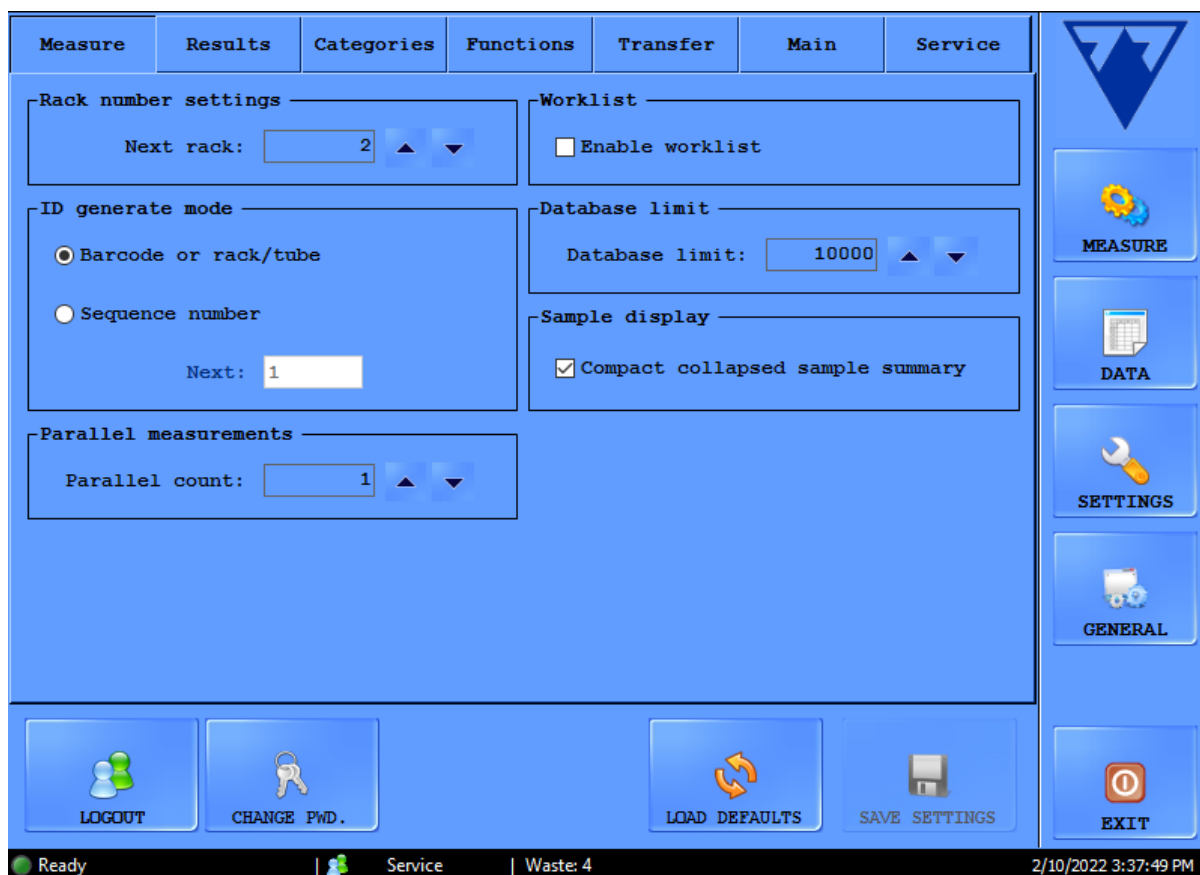 Measure Results Categories Functions Transfer Main Service
Rack number settings
Next rack: 2
Worklist
Enable worklist
ID generate mode
Barcode or rack/tube
Sequence number
Next: 1
Database limit
Database limit: 10000
Sample display
Compact collapsed sample summary
Parallel measurements
Parallel count: 1
MEASURE
DATA
SETTINGS
GENERAL
LOGOUT
CHANGE PWD.
LOAD DEFAULTS
SAVE SETTINGS
EXIT
Ready | Service | Waste: 4 2/10/2022 3:37:49 PM